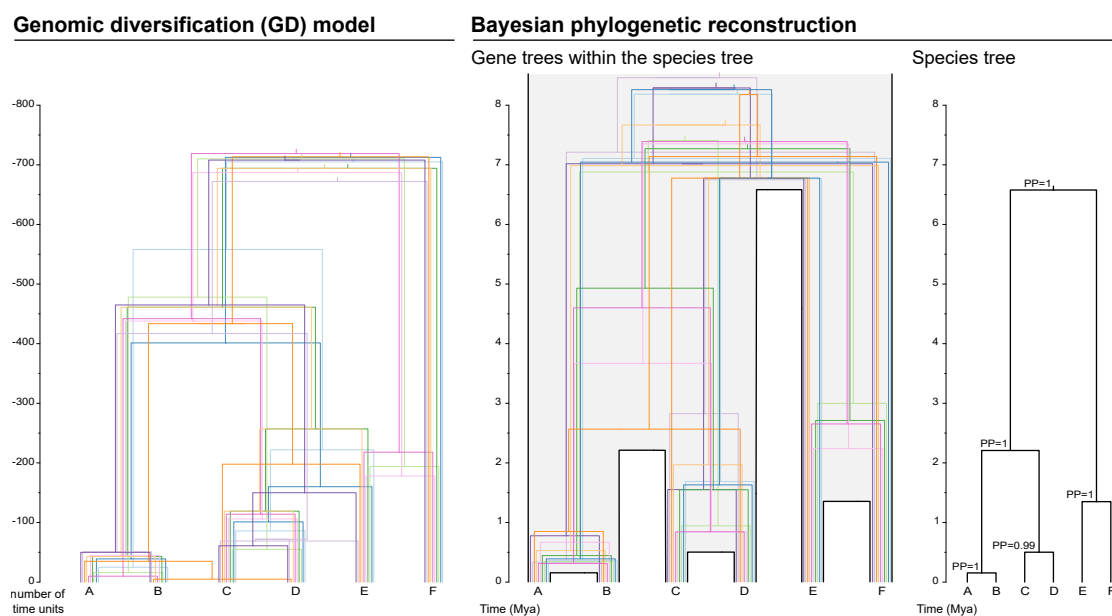 Genomic diversification (GD) model
Bayesian phylogenetic reconstruction
Gene trees within the species tree
Species tree
-800
-700
-600
-500
-400
-300
-200
-100
0
number of
time units
A B C D E F
8
7
6
5
4
3
2
1
0
Time (Mya)
A B C D E F
8
7
6
5
4
3
2
1
0
Time (Mya)
PP=1
PP=1
PP=1
PP=0.99
PP=1
A B C D E F